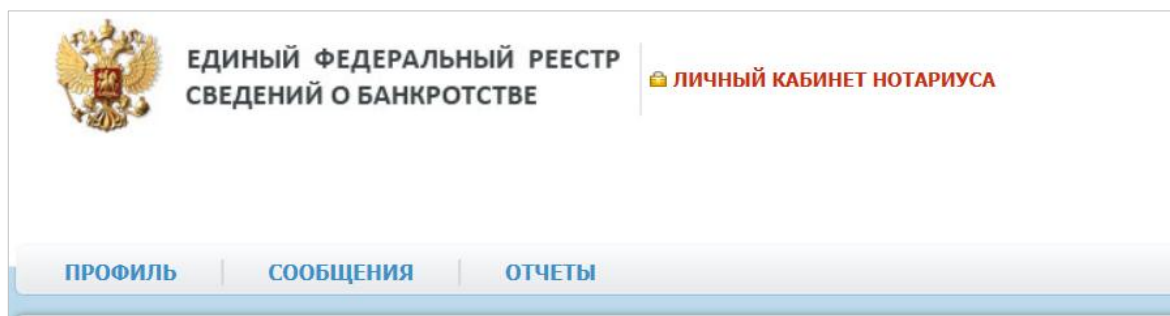 ЕДИНЫЙ ФЕДЕРАЛЬНЫЙ РЕЕСТР
СВЕДЕНИЙ О БАНКРОТСТВЕ
ЛИЧНЫЙ КАБИНЕТ НОТАРИУСА
ПРОФИЛЬ СООБЩЕНИЯ ОТЧЕТЫ